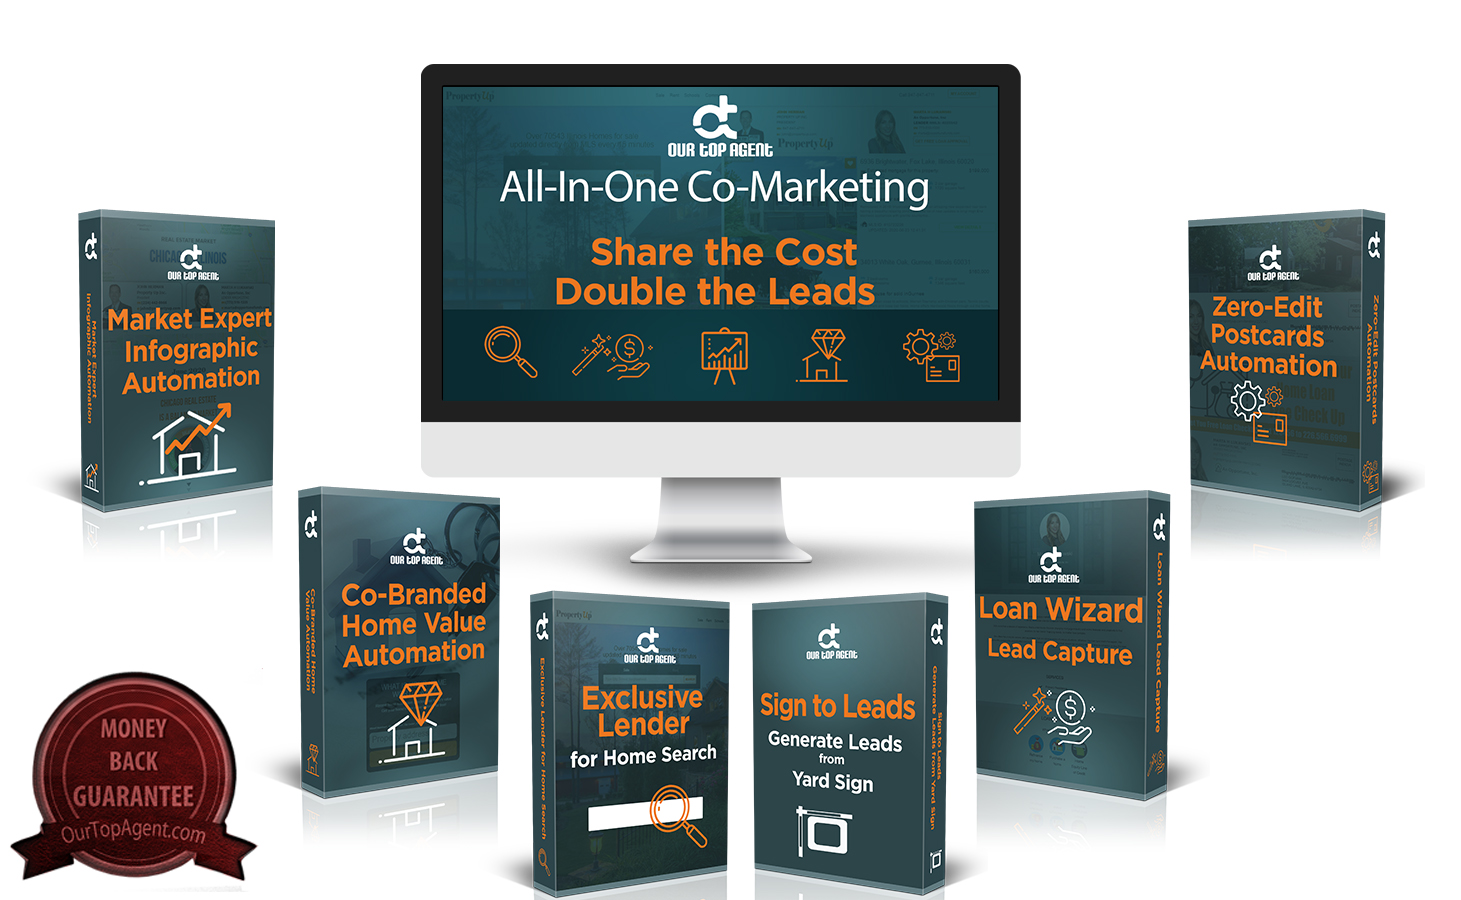 PropertyUp
OUR TOP AGENT
PropertyUp
All-In-One Co-Marketing
Share the Cost
Double the Leads
OUR TOP AGENT
Market Expert
Infographic
Automation
Market Expert
Infographic Automation
OUR TOP AGENT
Zero-Edit
Postcards
Automation
Zero-Edit Postcards
Automation
OUR TOP AGENT
Co-Branded
Home Value
Automation
Co-Branded Home
Value Automation
PropertyUp
OUR TOP AGENT
Exclusive
Lender
for Home Search
Exclusive Lender for Home Search
OUR TOP AGENT
Sign to Leads
Generate Leads
from
Yard Sign
Sign to Leads
Generate Leads from Yard Sign
OUR TOP AGENT
Loan Wizard
Lead Capture
Loan Wizard Lead Capture
MONEY
BACK
GUARANTEE
OurTopAgent.com